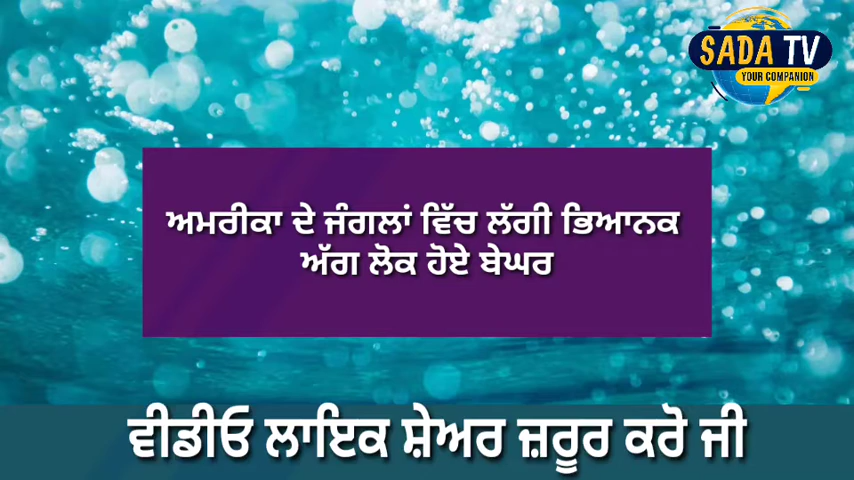 SADA TV
YOUR COMPANION
ਅਮਰੀਕਾ ਦੇ ਜੰਗਲਾਂ ਵਿੱਚ ਲੱਗੀ ਭਿਆਨਕ
ਅੱਗ ਲੋਕ ਹੋਏ ਬੇਘਰ
ਵੀਡੀਓ ਲਾਇਕ ਸ਼ੇਅਰ ਜ਼ਰੂਰ ਕਰੋ ਜੀ